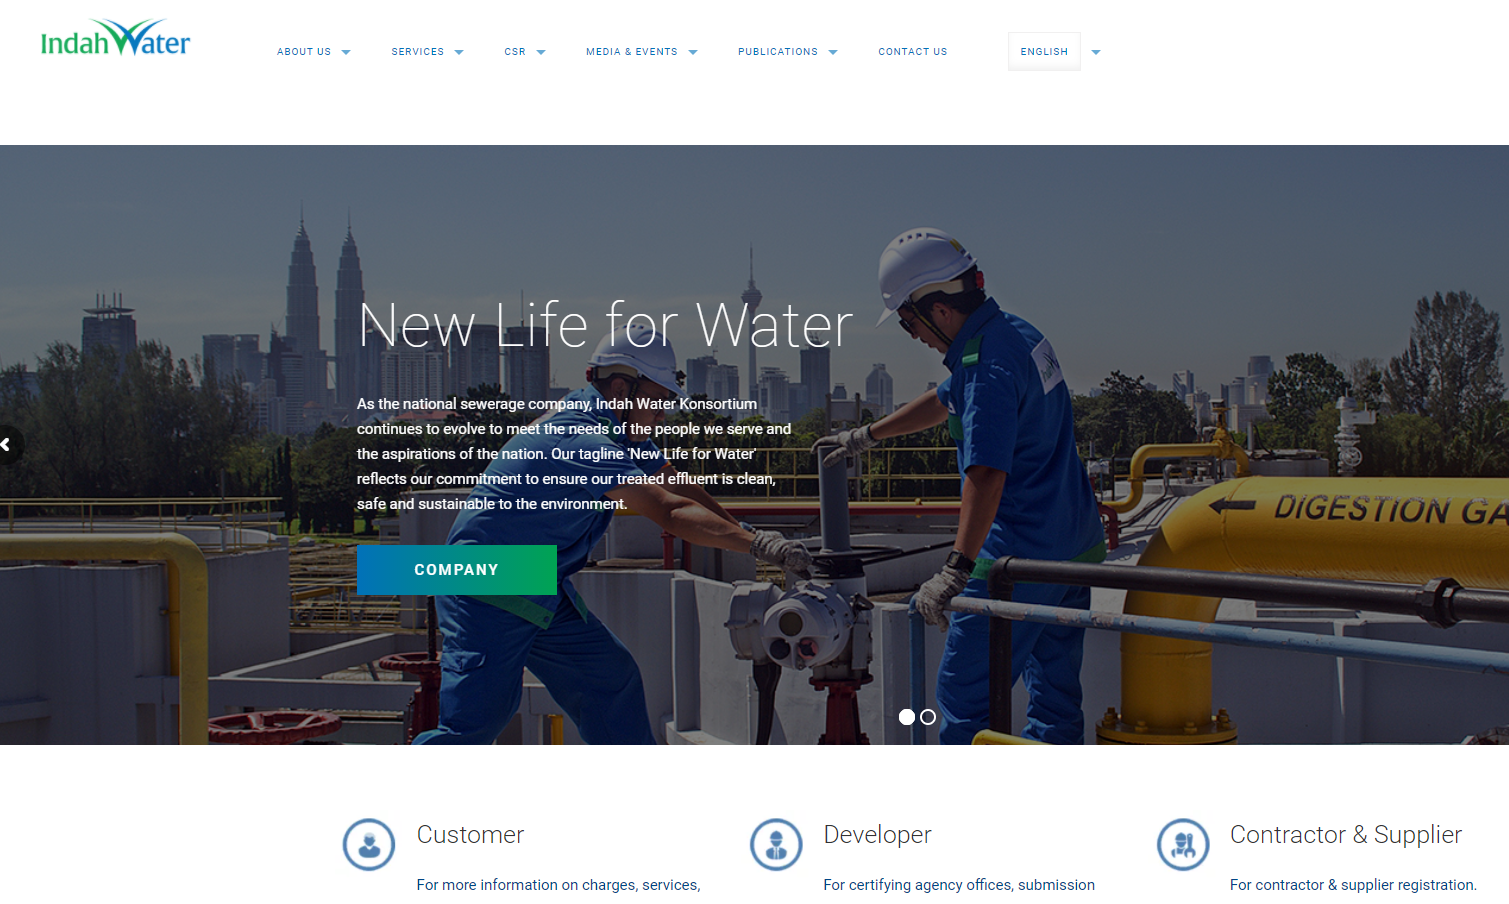 IndahWater
ABOUT US
SERVICES
CSR
MEDIA & EVENTS
PUBLICATIONS
CONTACT US
ENGLISH
New Life for Water
As the national sewerage company, Indah Water Konsortium
continues to evolve to meet the needs of the people we serve and
the aspirations of the nation. Our tagline 'New Life for Water'
reflects our commitment to ensure our treated effluent is clean,
safe and sustainable to the environment.
COMPANY
DIGESTION GA
Customer
For more information on charges, services,
Developer
For certifying agency offices, submission
Contractor & Supplier
For contractor & supplier registration.